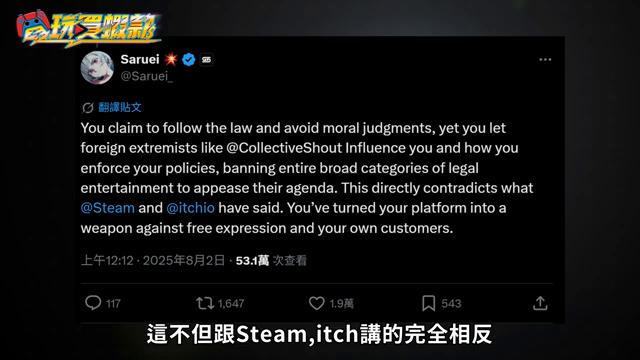 玩買蝦款
Saruei 💥
@Saruei_
翻譯貼文
You claim to follow the law and avoid moral judgments, yet you let
foreign extremists like @CollectiveShout Influence you and how you
enforce your policies, banning entire broad categories of legal
entertainment to appease their agenda. This directly contradicts what
@Steam and @itchio have said. You've turned your platform into a
weapon against free expression and your own customers.
上午12:12 · 2025年8月2日 · 53.1萬 次查看
117 1,647 1.9萬 543
這不但跟Steam,itch講的完全相反